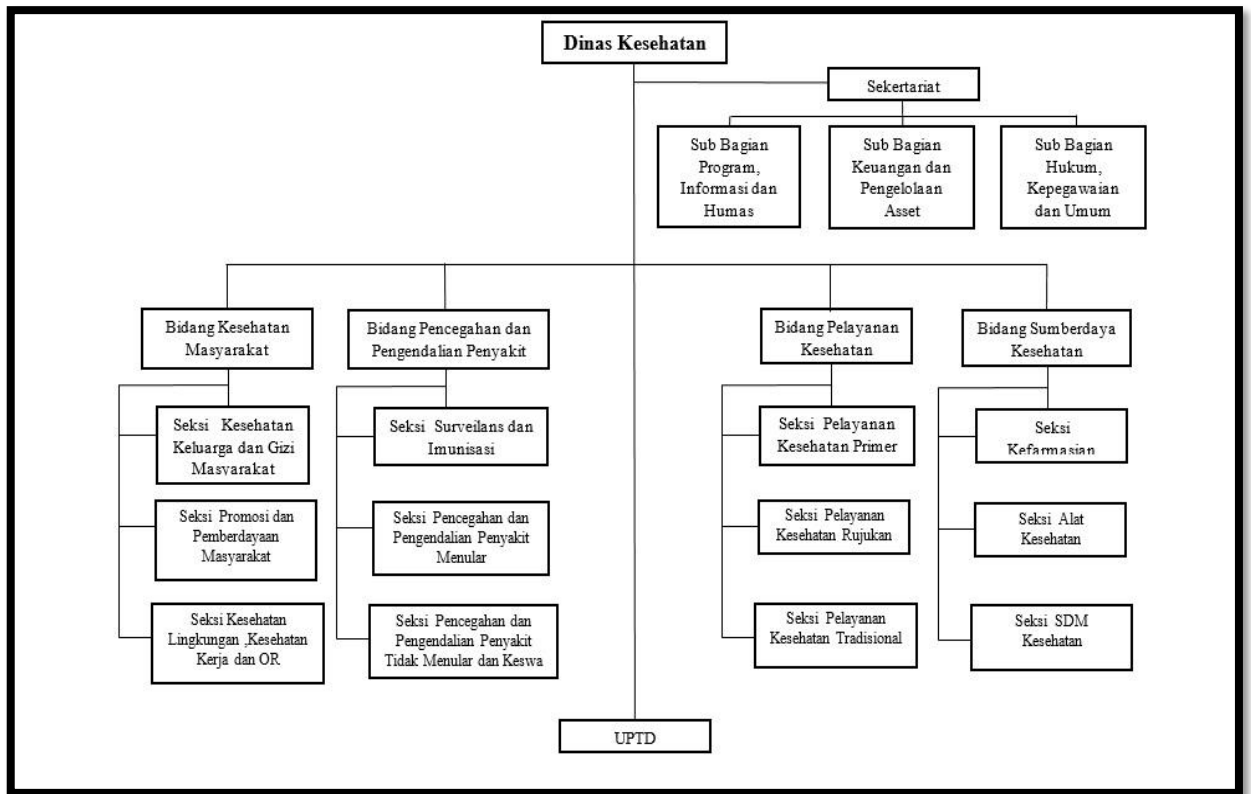 Dinas Kesehatan
Sekertariat
Sub Bagian
Program,
Informasi dan
Humas
Sub Bagian
Keuangan dan
Pengelolaan
Asset
Sub Bagian
Hukum,
Kepegawaian
dan Umum
Bidang Kesehatan
Masyarakat
Bidang Pencegahan dan
Pengendalian Penyakit
Bidang Pelayanan
Kesehatan
Bidang Sumberdaya
Kesehatan
Seksi Kesehatan
Keluarga dan Gizi
Masyarakat
Seksi Surveilans dan
Imunisasi
Seksi Pelayanan
Kesehatan Primer
Seksi
Kefarmasian
Seksi Promosi dan
Pemberdayaan
Masyarakat
Seksi Pencegahan dan
Pengendalian Penyakit
Menular
Seksi Pelayanan
Kesehatan Rujukan
Seksi Alat
Kesehatan
Seksi Kesehatan
Lingkungan ,Kesehatan
Kerja dan OR
Seksi Pencegahan dan
Pengendalian Penyakit
Tidak Menular dan Keswa
Seksi Pelayanan
Kesehatan Tradisional
Seksi SDM
Kesehatan
UPTD